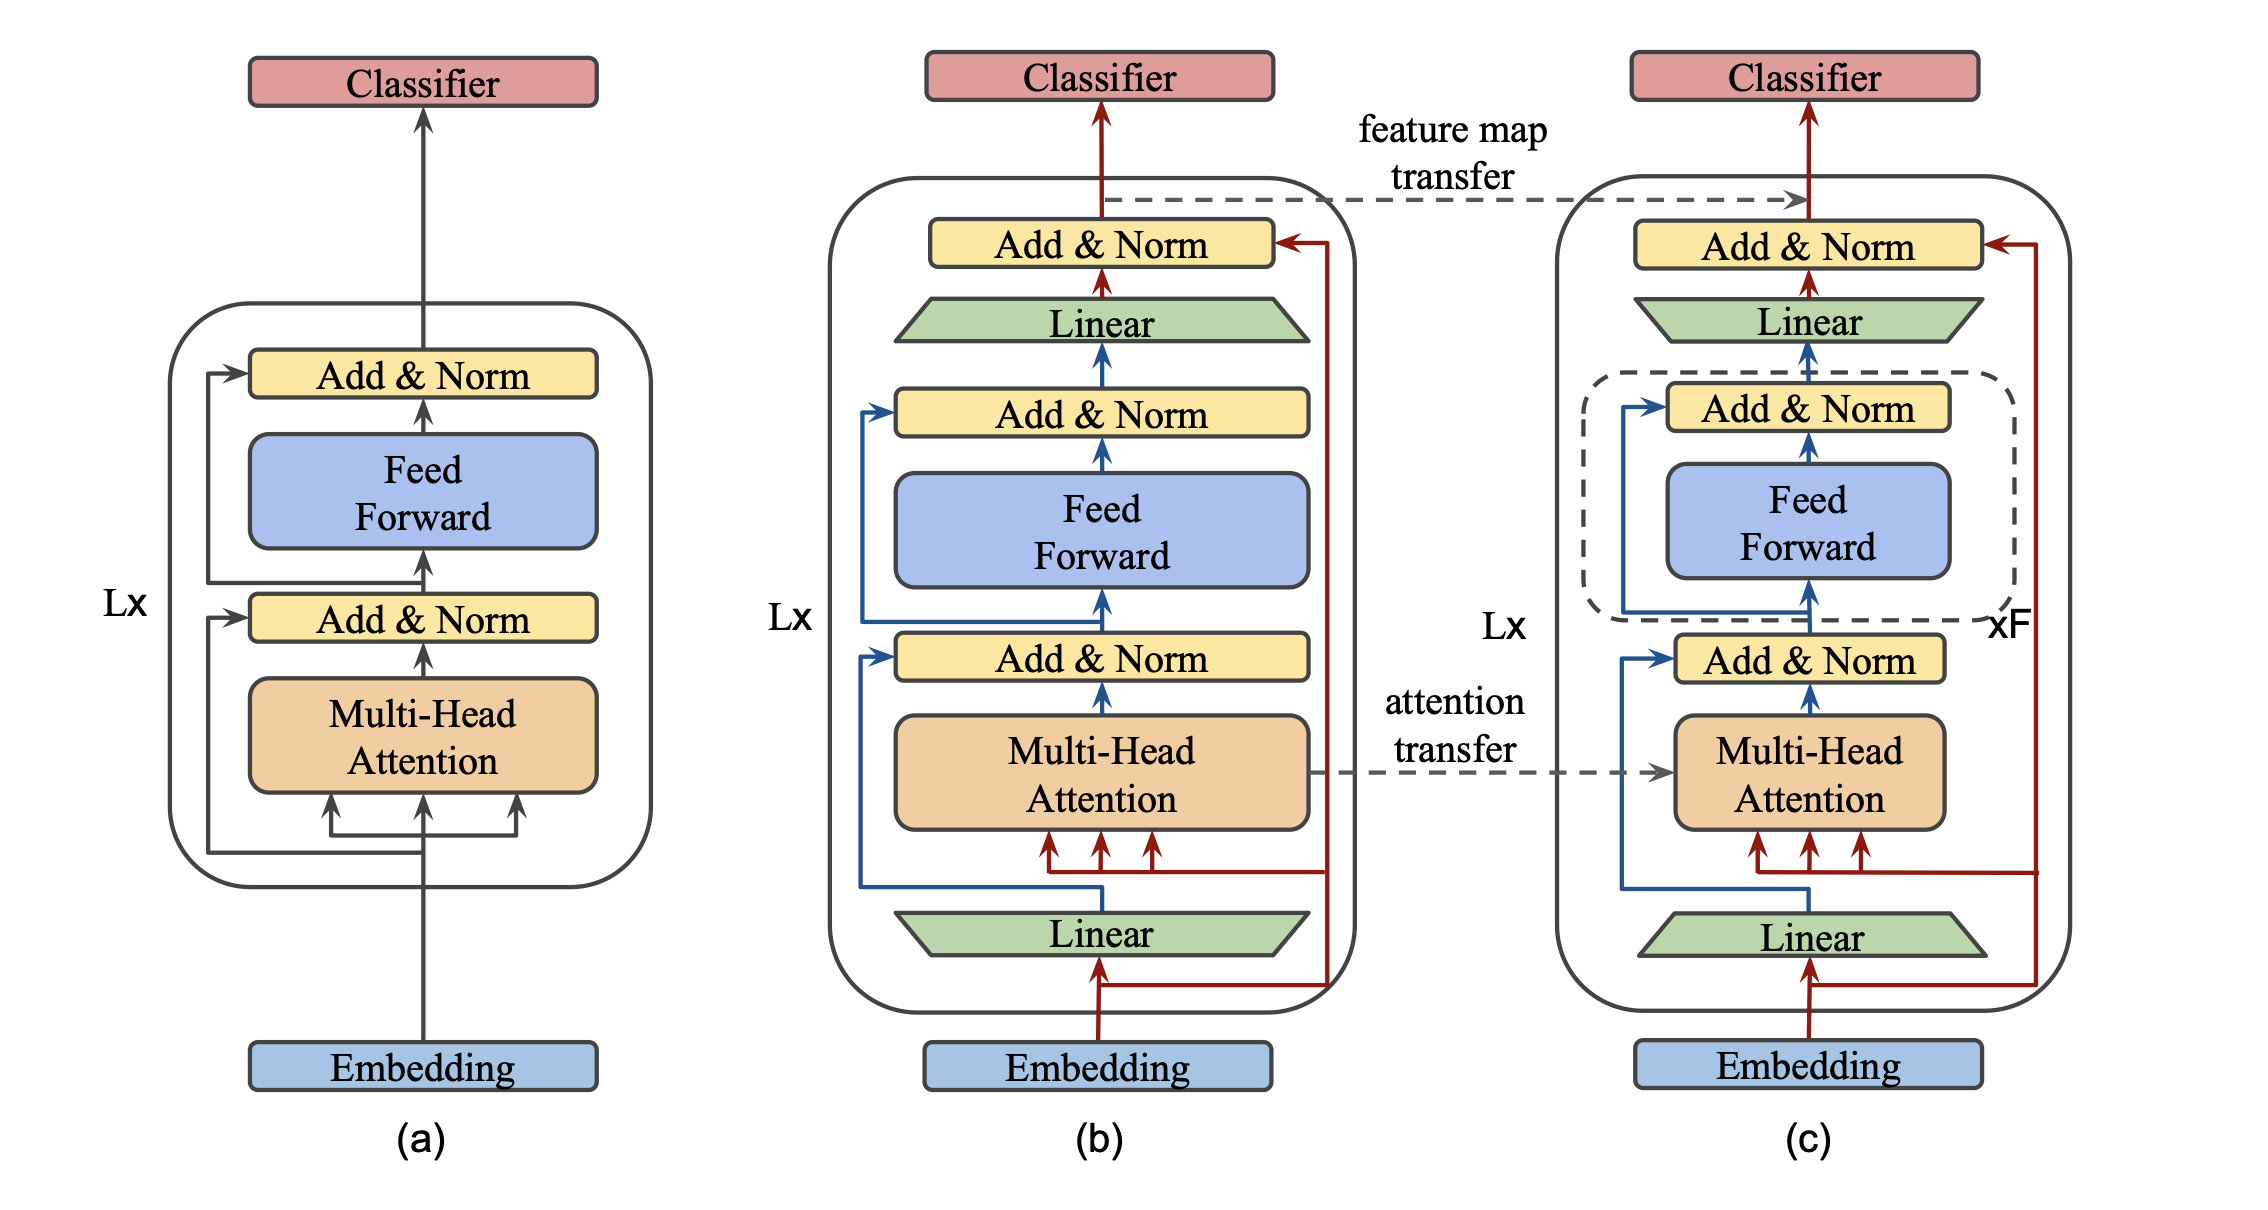 Classifier
Add & Norm
Feed
Forward
Lx
Add & Norm
Multi-Head
Attention
Embedding
(a)
Classifier
Add & Norm
Linear
Add & Norm
Feed
Forward
Lx
Add & Norm
Multi-Head
Attention
Linear
Embedding
(b)
feature map
transfer
attention
transfer
Classifier
Add & Norm
Linear
Add & Norm
Feed
Forward
Lx
xF
Add & Norm
Multi-Head
Attention
Linear
Embedding
(c)